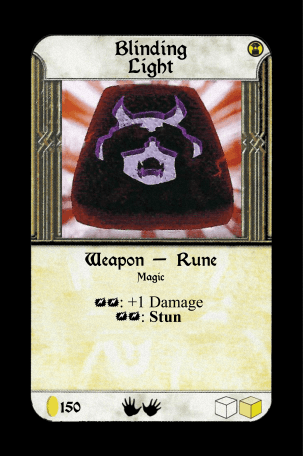 Blinding
Light
Weapon — Rune
Magic
: +1 Damage
: Stun
150